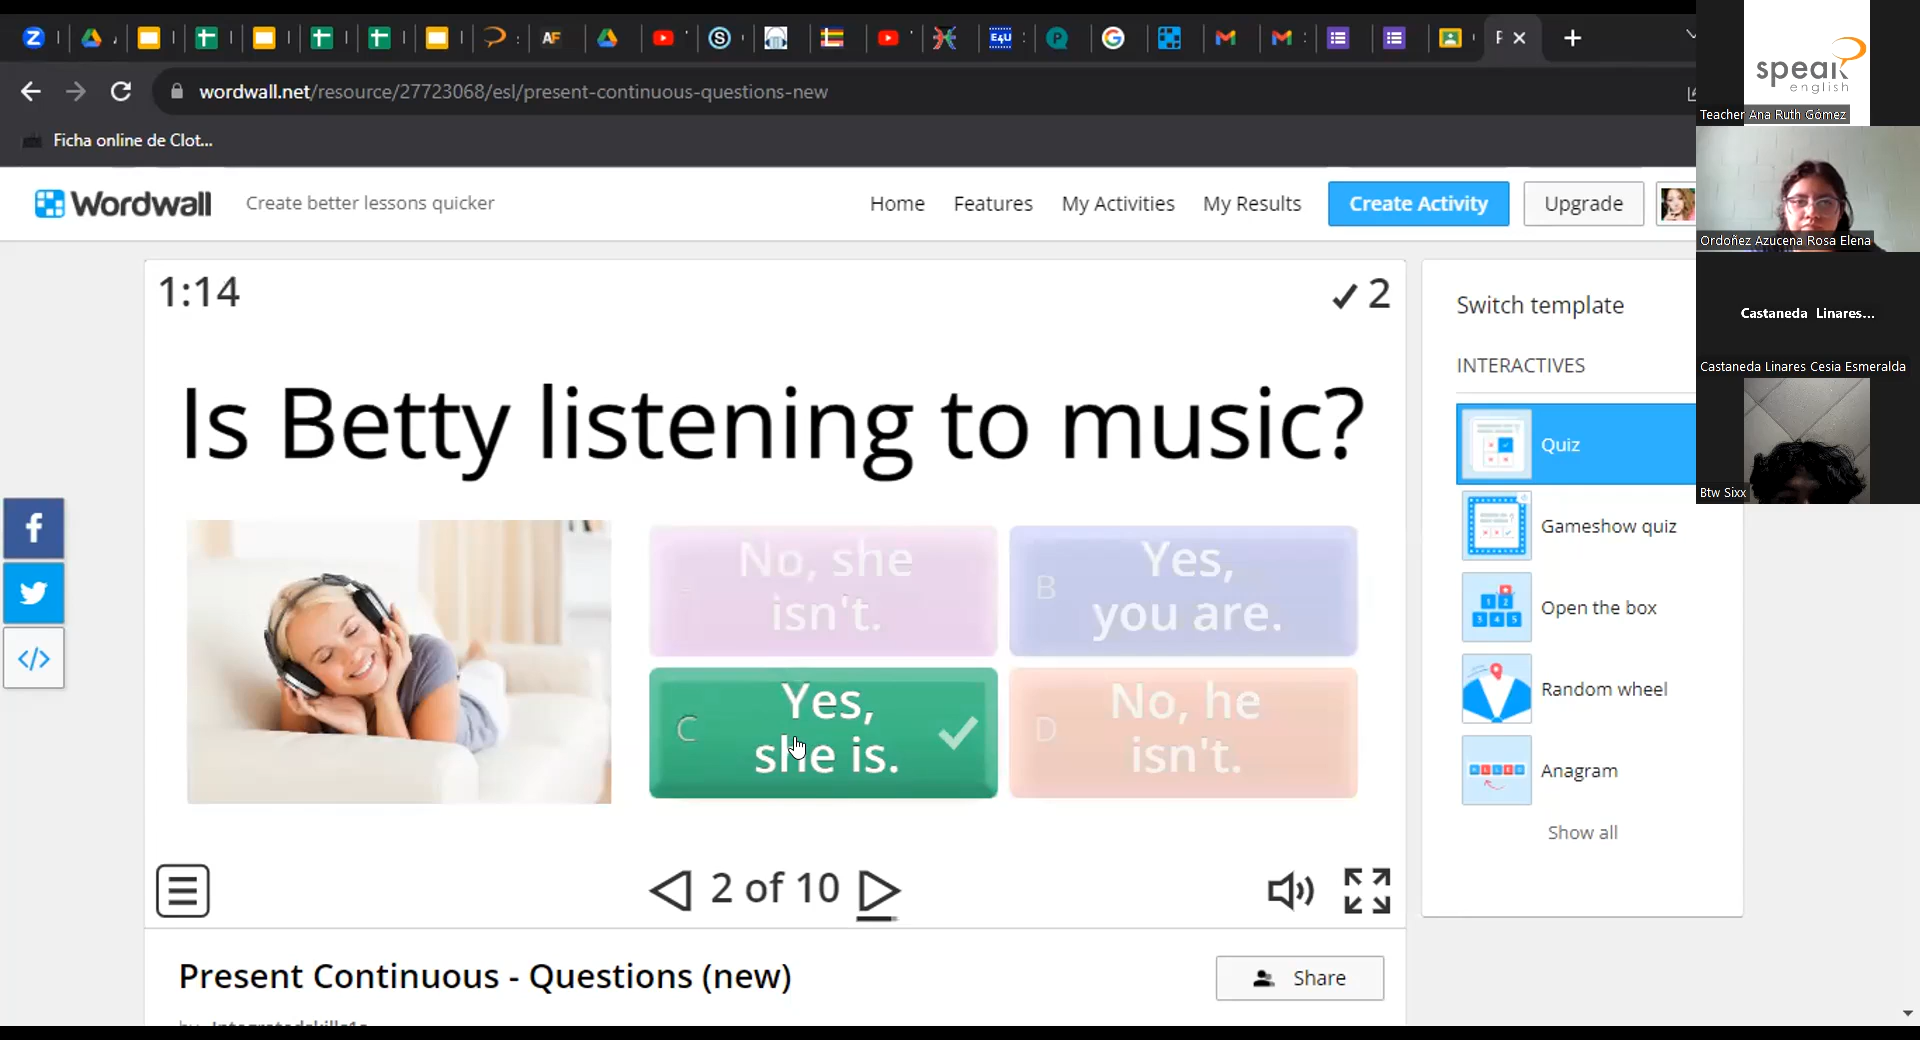 AF
E4U
wordwall.net/resource/27723068/esl/present-continuous-questions-new
Ficha online de Clot...
speak
english
Teacher Ana Ruth Gómez
Ordoñez Azucena Rosa Elena
Castaneda Linares...
Castaneda Linares Cesia Esmeralda
Btw Sixx
Wordwall
Create better lessons quicker
Home
Features
My Activities
My Results
Create Activity
Upgrade
1:14
2
Is Betty listening to music?
No, she
isn't.
B
Yes,
you are.
C
Yes,
she is.
D
No, he
isn't.
2 of 10
Switch template
INTERACTIVES
Quiz
Gameshow quiz
Open the box
Random wheel
Anagram
Show all
Present Continuous - Questions (new)
Share